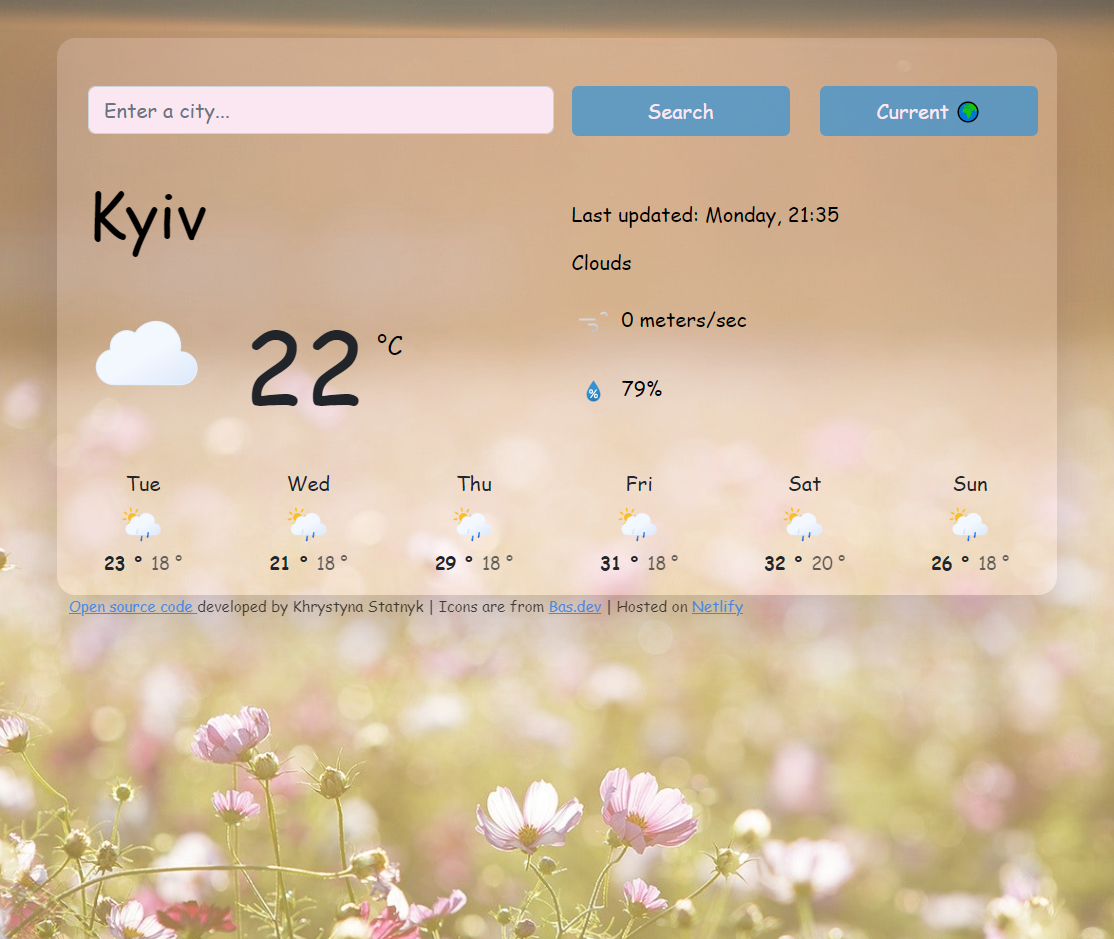 Enter a city...
Search
Current
Kyiv
Last updated: Monday, 21:35
Clouds
0 meters/sec
22 °C
% 79%
Tue Wed Thu Fri Sat Sun
23 ° 18 ° 21 ° 18 ° 29 ° 18 ° 31 ° 18 ° 32 ° 20 ° 26 ° 18 °
Open source code developed by Khrystyna Statnyk | Icons are from Bas.dev | Hosted on Netlify